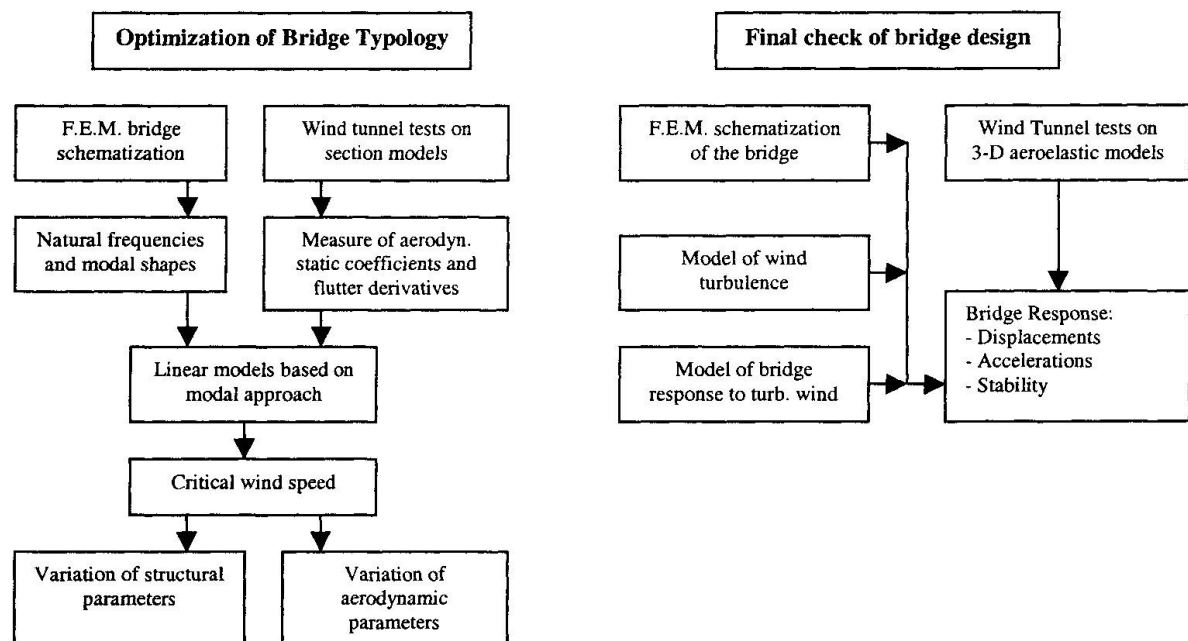 Optimization of Bridge Typology
F.E.M. bridge
schematization
Wind tunnel tests on
section models
Natural frequencies
and modal shapes
Measure of aerodyn.
static coefficients and
flutter derivatives
Linear models based on
modal approach
Critical wind speed
Variation of structural
parameters
Variation of
aerodynamic
parameters
Final check of bridge design
F.E.M. schematization
of the bridge
Wind Tunnel tests on
3-D aeroelastic models
Model of wind
turbulence
Model of bridge
response to turb. wind
Bridge Response:
- Displacements
- Accelerations
- Stability